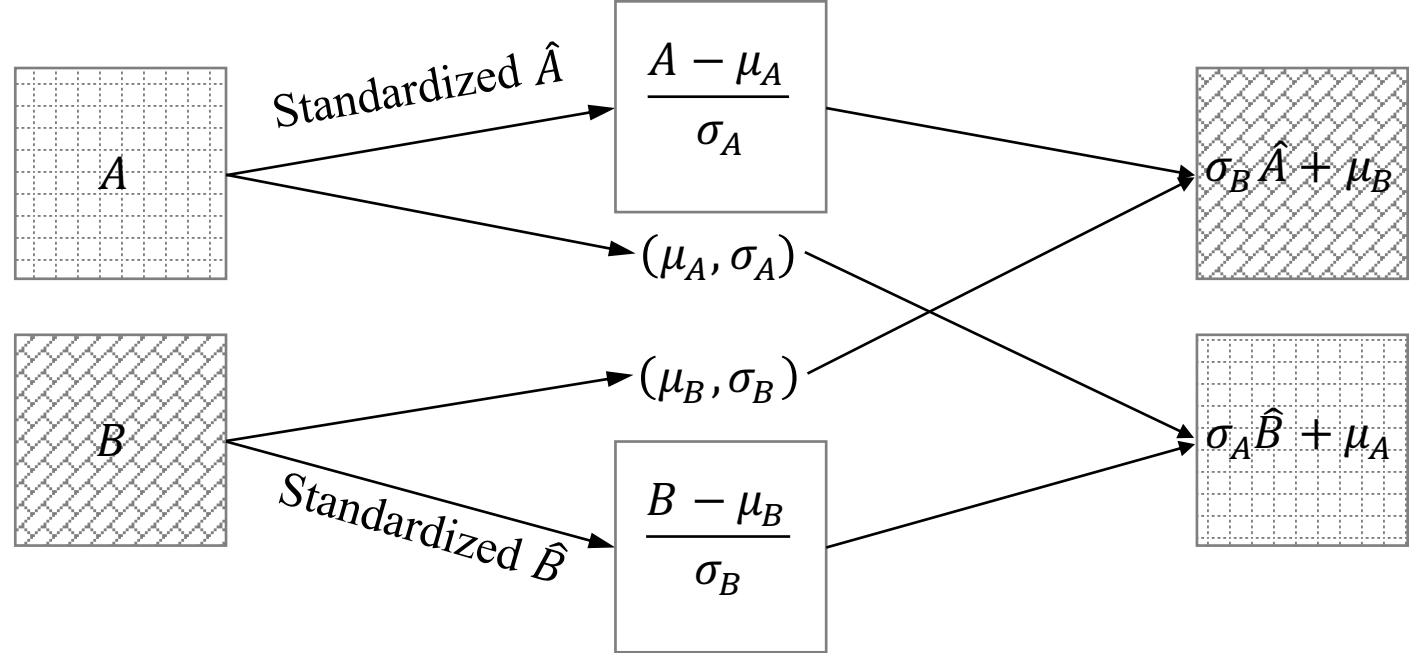 A
Standardized Â
A − μ_A
σ_A
(μ_A, σ_A)
σ_B Â + μ_B
B
Standardized B̂
(μ_B, σ_B)
B − μ_B
σ_B
σ_A B̂ + μ_A